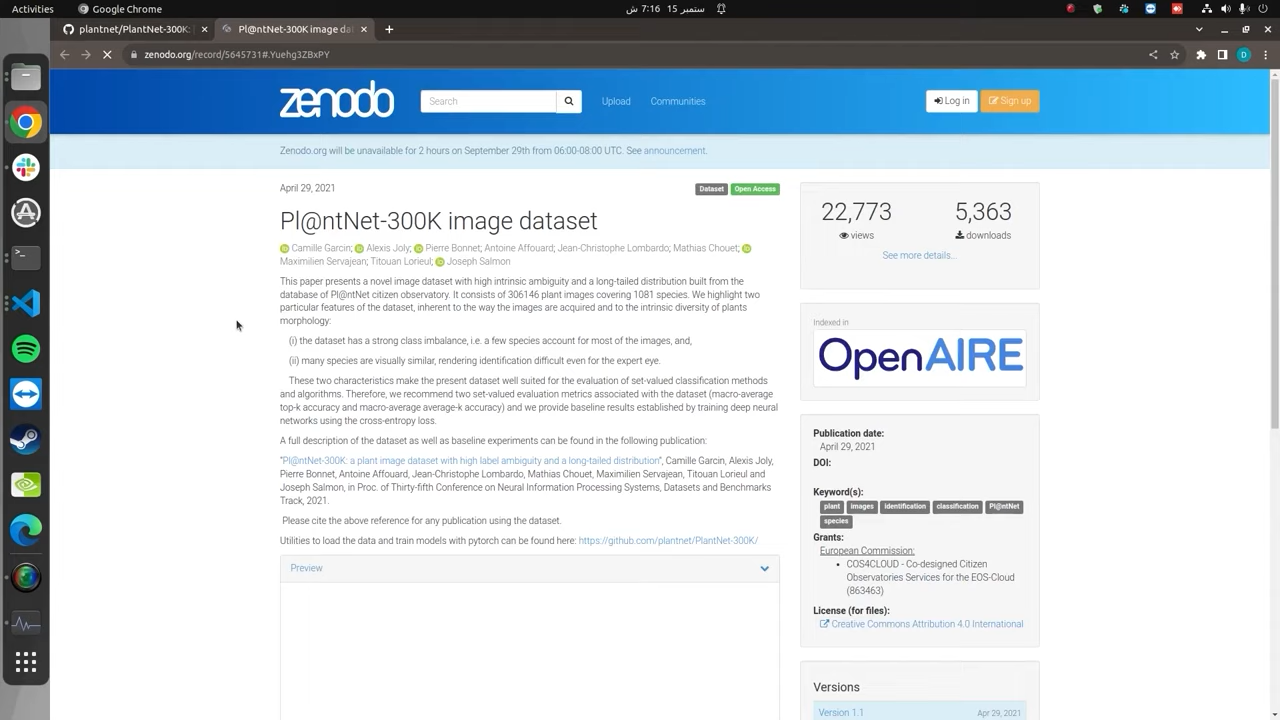 Activities
Google Chrome
7:16 سبتمبر 15
plantnet/PlantNet-300K:
Pl@ntNet-300K image dat
zenodo.org/record/5645731#.Yuehg3ZBxPY
D
zenodo
Search
Upload
Communities
Log in
Sign up
Zenodo.org will be unavailable for 2 hours on September 29th from 06:00-08:00 UTC. See announcement.
April 29, 2021
Dataset
Open Access
Pl@ntNet-300K image dataset
Camille Garcin; Alexis Joly; Pierre Bonnet; Antoine Affouard; Jean-Christophe Lombardo; Mathias Chouet;
Maximilien Servajean; Titouan Lorieul; Joseph Salmon
This paper presents a novel image dataset with high intrinsic ambiguity and a long-tailed distribution built from the
database of Pl@ntNet citizen observatory. It consists of 306146 plant images covering 1081 species. We highlight two
particular features of the dataset, inherent to the way the images are acquired and to the intrinsic diversity of plants
morphology:
(i) the dataset has a strong class imbalance, i.e. a few species account for most of the images, and,
(ii) many species are visually similar, rendering identification difficult even for the expert eye.
These two characteristics make the present dataset well suited for the evaluation of set-valued classification methods
and algorithms. Therefore, we recommend two set-valued evaluation metrics associated with the dataset (macro-average
top-k accuracy and macro-average average-k accuracy) and we provide baseline results established by training deep neural
networks using the cross-entropy loss.
A full description of the dataset as well as baseline experiments can be found in the following publication:
"Pl@ntNet-300K: a plant image dataset with high label ambiguity and a long-tailed distribution", Camille Garcin, Alexis Joly,
Pierre Bonnet, Antoine Affouard, Jean-Christophe Lombardo, Mathias Chouet, Maximilien Servajean, Titouan Lorieul and
Joseph Salmon, in Proc. of Thirty-fifth Conference on Neural Information Processing Systems, Datasets and Benchmarks
Track, 2021.
Please cite the above reference for any publication using the dataset.
Utilities to load the data and train models with pytorch can be found here: https://github.com/plantnet/PlantNet-300K/
Preview
22,773
views
5,363
downloads
See more details...
Indexed in
OpenAIRE
Publication date:
April 29, 2021
DOI:
Keyword(s):
plant
images
identification
classification
Pl@ntNet
species
Grants:
European Commission:
• COS4CLOUD - Co-designed Citizen
Observatories Services for the EOS-Cloud
(863463)
License (for files):
Creative Commons Attribution 4.0 International
Versions
Version 1.1
Apr 29, 2021